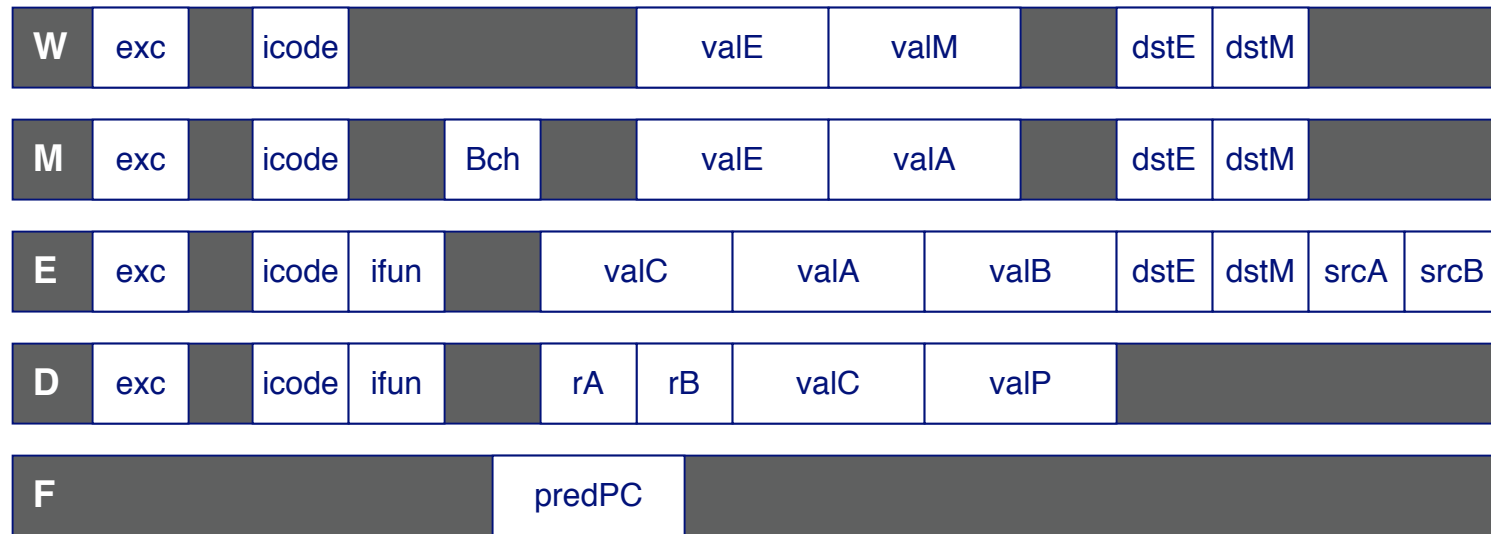 W exc icode valE valM dstE dstM
M exc icode Bch valE valA dstE dstM
E exc icode ifun valC valA valB dstE dstM srcA srcB
D exc icode ifun rA rB valC valP
F predPC